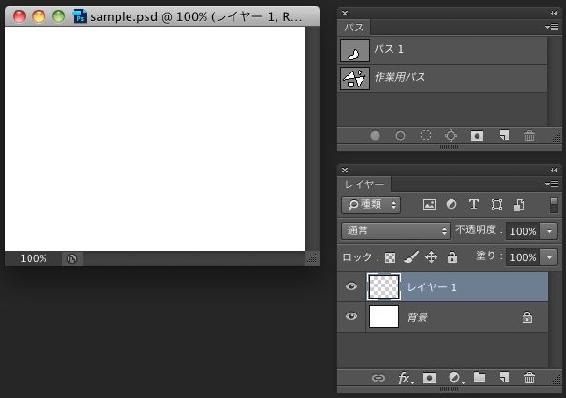 sample.psd @ 100% (レイヤー 1, R...
100%
パス
パス 1
作業用パス
レイヤー
種類
通常
不透明度 : 100%
ロック :
塗り : 100%
レイヤー 1
背景